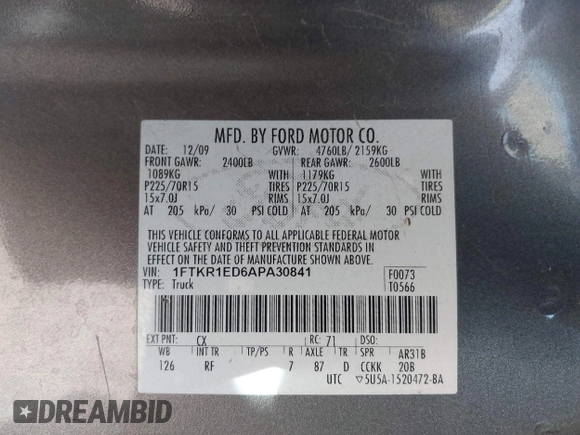 MFD. BY FORD MOTOR CO.
DATE: 12/09 GVWR: 4760LB/ 2159KG
FRONT GAWR: 2400LB REAR GAWR: 2600LB
1089KG WITH 1179KG WITH
P225/70R15 TIRES P225/70R15 TIRES
15x7.0J RIMS 15x7.0J RIMS
AT 205 kPa/ 30 PSI COLD AT 205 kPa/ 30 PSI COLD
THIS VEHICLE CONFORMS TO ALL APPLICABLE FEDERAL MOTOR
VEHICLE SAFETY AND THEFT PREVENTION STANDARDS IN
EFFECT ON THE DATE OF MANUFACTURE SHOWN ABOVE.
VIN: 1FTKR1ED6APA30841 F0073
TYPE: Truck T0566
EXT PNT: CX RC: 71 DSO:
WB INT TR TP/PS R AXLE TR SPR AR31B
126 RF 7 87 D CCKK 20B
UTC ▽5U5A-1520472-BA
DREAMBID